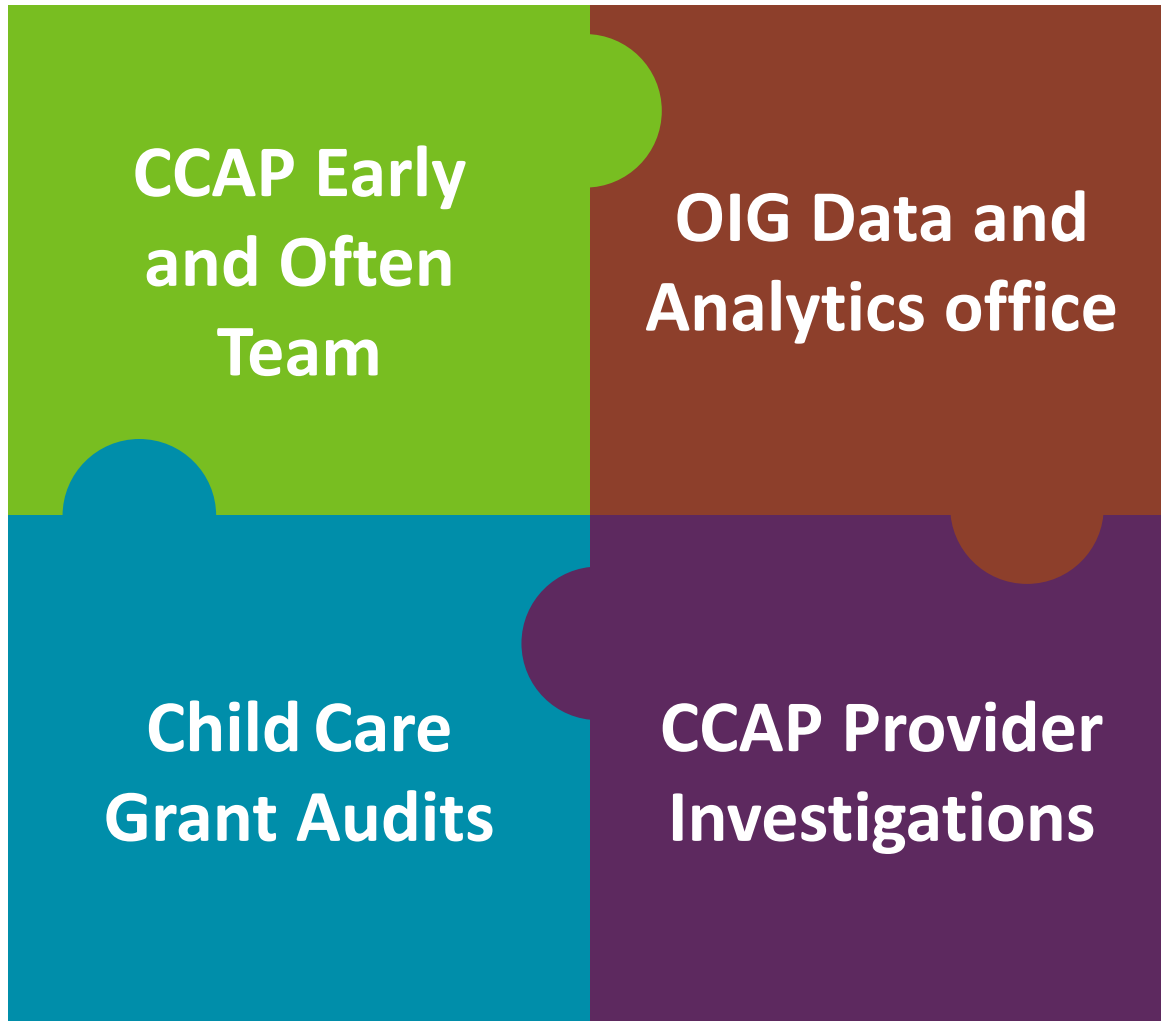 CCAP Early
and Often
Team
OIG Data and
Analytics office
Child Care
Grant Audits
CCAP Provider
Investigations